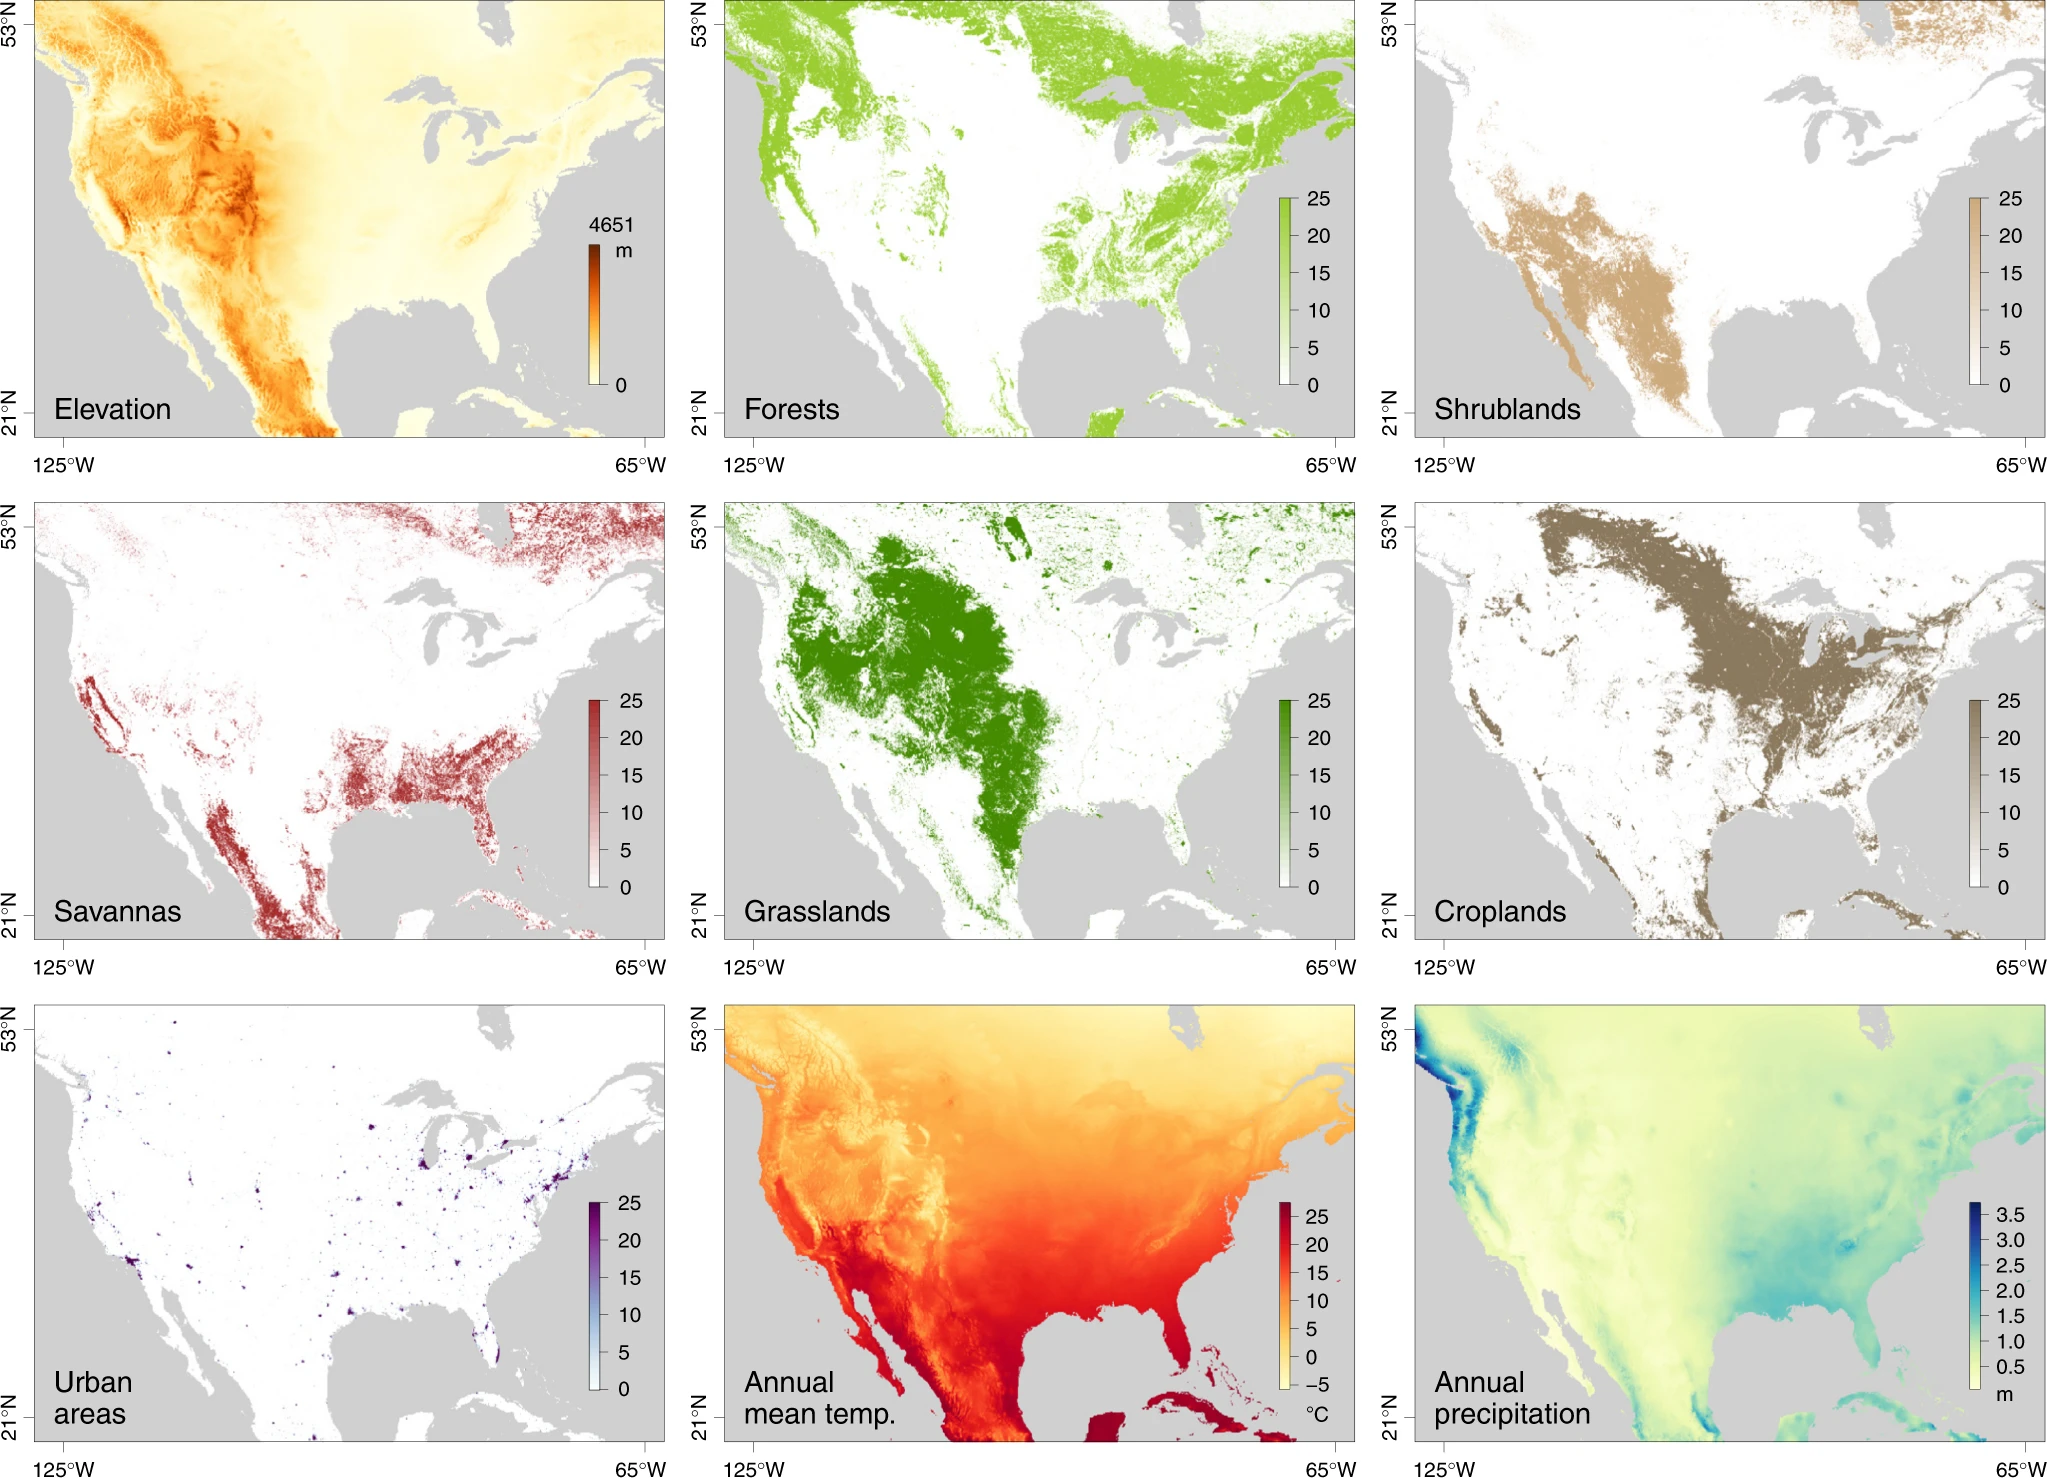 53°N
4651
m
0
Elevation
21°N
125°W
65°W
53°N
25
20
15
10
5
0
Forests
21°N
125°W
65°W
53°N
25
20
15
10
5
0
Shrublands
21°N
125°W
65°W
53°N
25
20
15
10
5
0
Savannas
21°N
125°W
65°W
53°N
25
20
15
10
5
0
Grasslands
21°N
125°W
65°W
53°N
25
20
15
10
5
0
Croplands
21°N
125°W
65°W
53°N
25
20
15
10
5
0
Urban
areas
21°N
125°W
65°W
53°N
25
20
15
10
5
0
−5
°C
Annual
mean temp.
21°N
125°W
65°W
53°N
3.5
3.0
2.5
2.0
1.5
1.0
0.5
m
Annual
precipitation
21°N
125°W
65°W